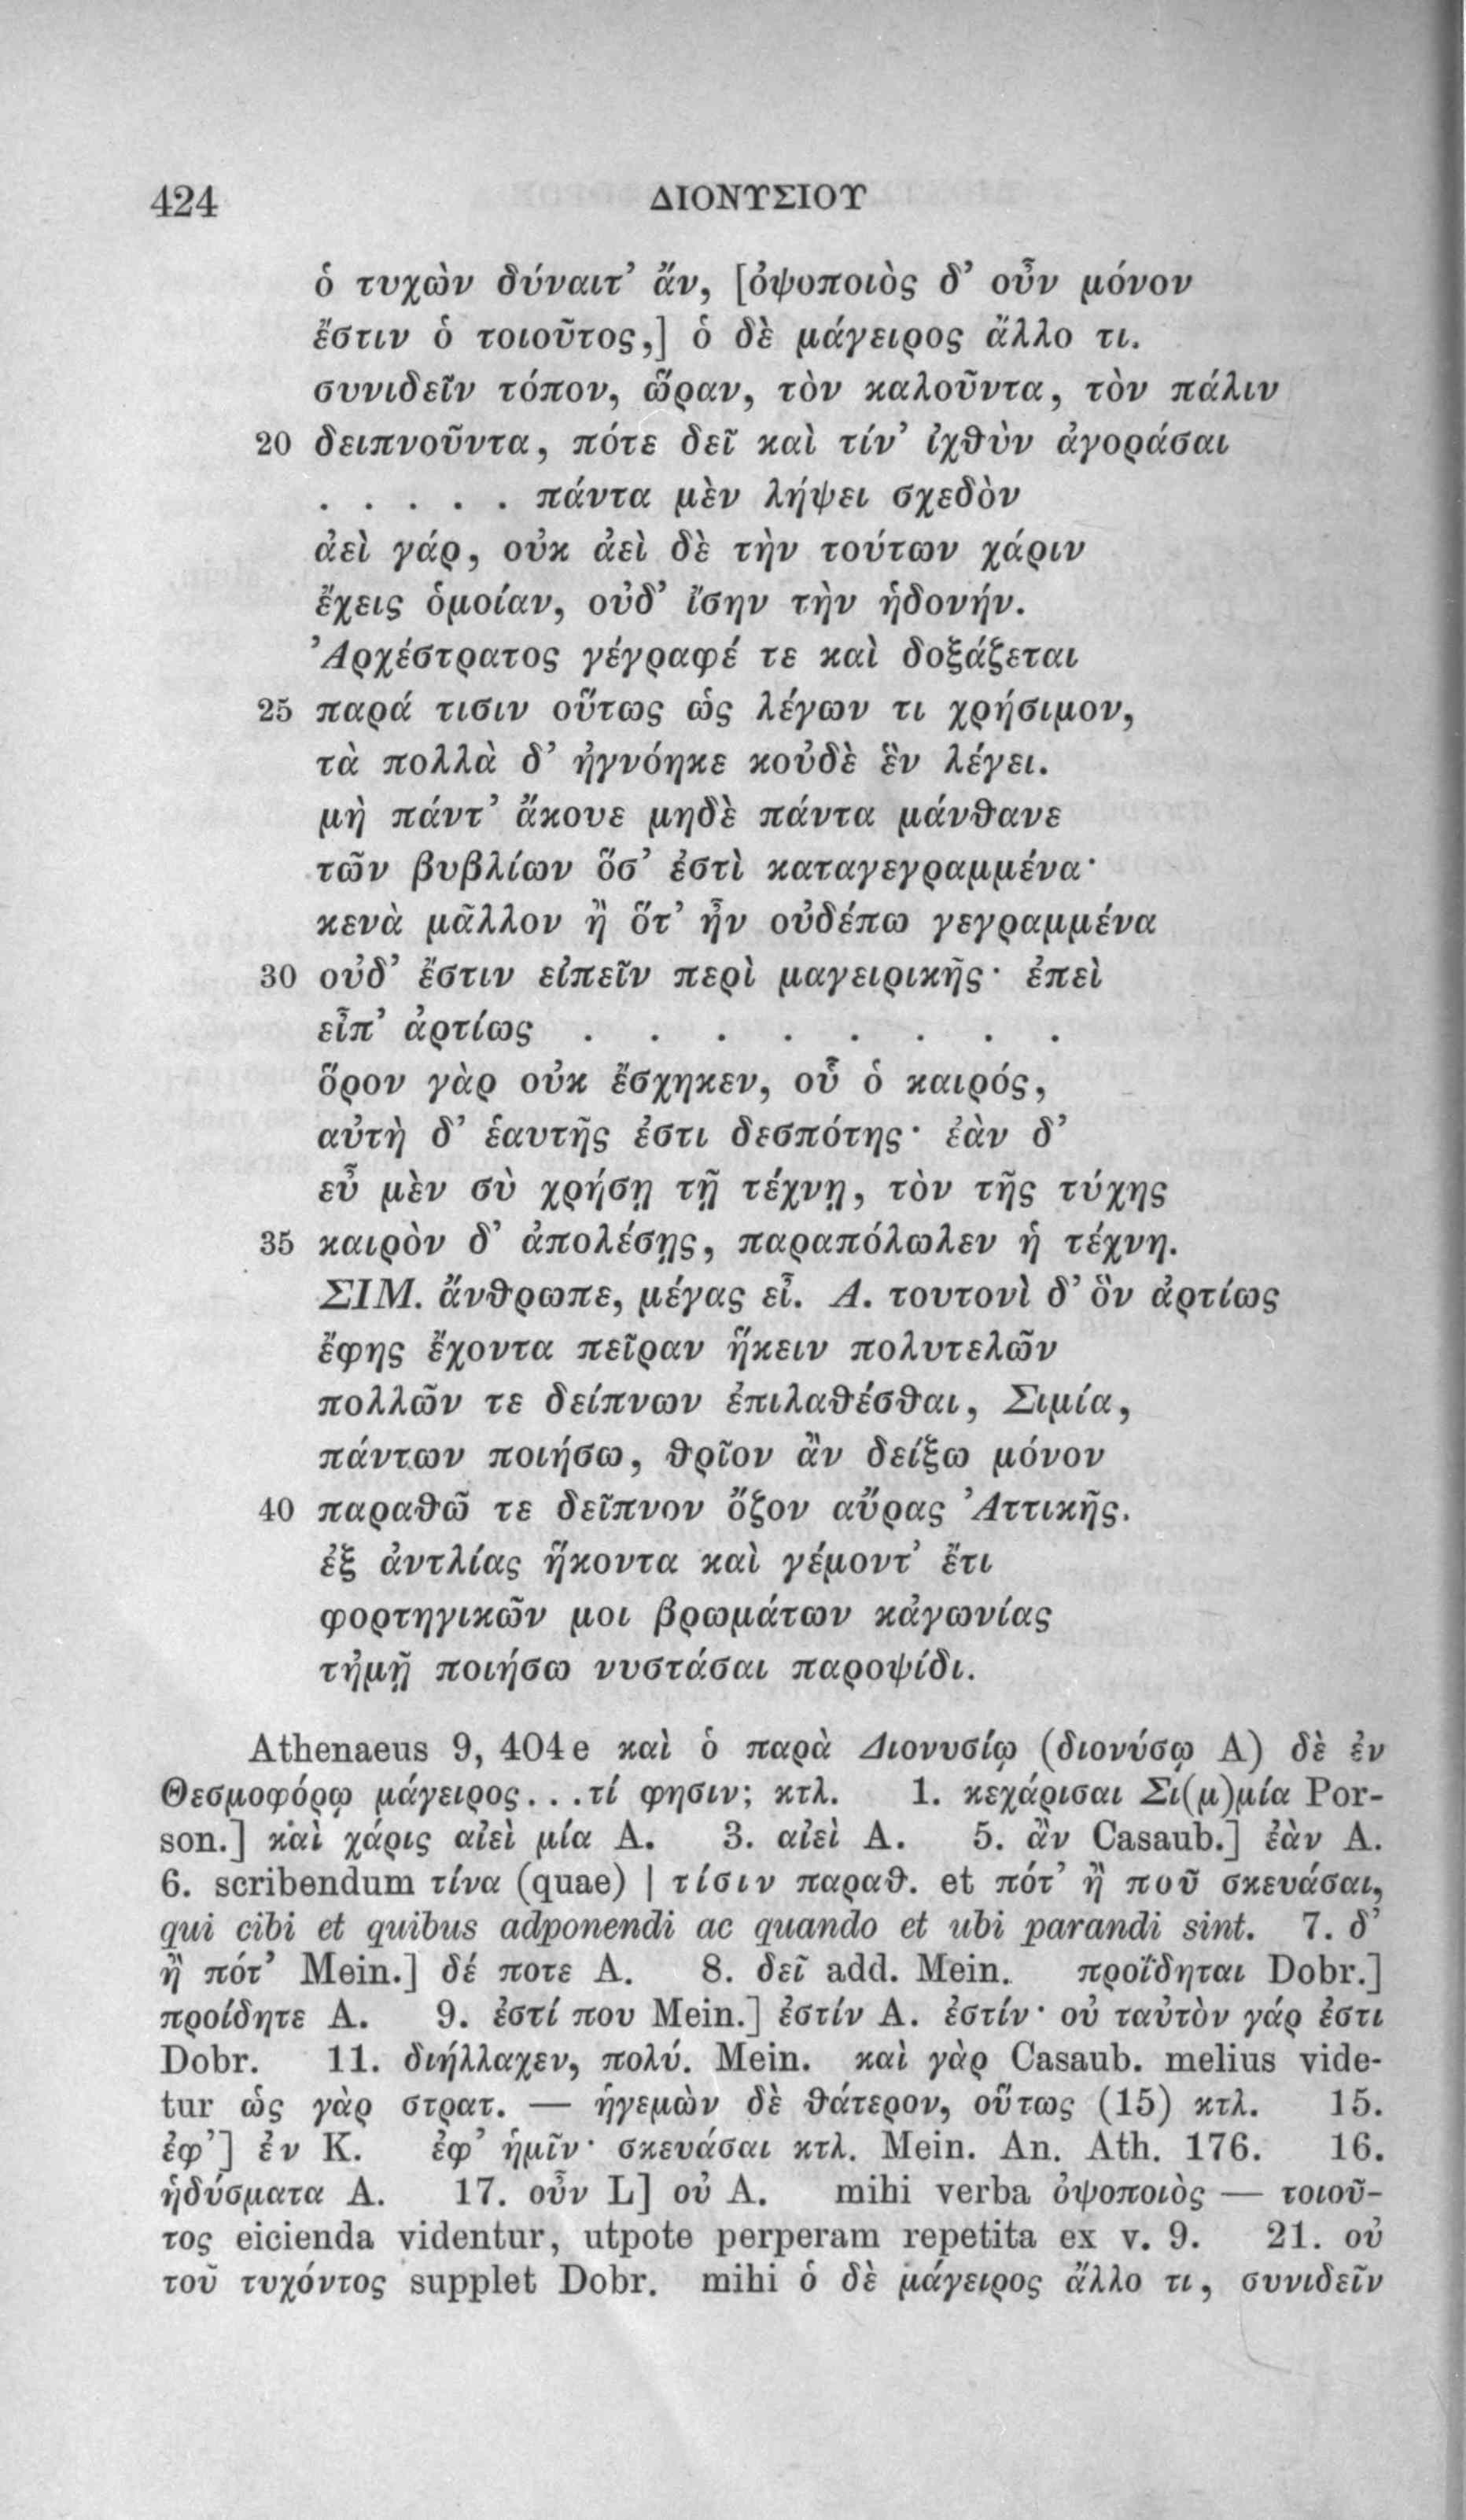 424 ΔΙΟΝΥΣΙΟΥ
ὁ τυχὼν δύναιτ’ ἄν, [ὀψοποιὸς δ’ οὖν μόνον
ἔστιν ὁ τοιοῦτος,] ὁ δὲ μάγειρος ἄλλο τι.
συνιδεῖν τόπον, ὥραν, τὸν καλοῦντα, τὸν πάλιν
20 δειπνοῦντα, πότε δεῖ καὶ τίν’ ἰχθὺν ἀγοράσαι
. . . . . πάντα μὲν λήψει σχεδὸν
ἀεὶ γάρ, οὐκ ἀεὶ δὲ τὴν τούτων χάριν
ἔχεις ὁμοίαν, οὐδ’ ἴσην τὴν ἡδονήν.
Ἀρχέστρατος γέγραφέ τε καὶ δοξάζεται
25 παρά τισιν οὕτως ὡς λέγων τι χρήσιμον,
τὰ πολλὰ δ’ ἠγνόηκε κοὐδὲ ἓν λέγει.
μὴ πάντ’ ἄκουε μηδὲ πάντα μάνθανε
τῶν βυβλίων ὅσ’ ἐστὶ καταγεγραμμένα·
κενὰ μᾶλλον ἢ ὅτ’ ἦν οὐδέπω γεγραμμένα
30 οὐδ’ ἔστιν εἰπεῖν περὶ μαγειρικῆς· ἐπεὶ
εἶπ’ ἀρτίως . . . . . . . .
ὅρον γὰρ οὐκ ἔσχηκεν, οὗ ὁ καιρός,
αὐτὴ δ’ ἑαυτῆς ἐστι δεσπότης· ἐὰν δ’
εὖ μὲν σὺ χρήσῃ τῇ τέχνῃ, τὸν τῆς τύχης
35 καιρὸν δ’ ἀπολέσῃς, παραπόλωλεν ἡ τέχνη.
ΣΙΜ. ἄνθρωπε, μέγας εἶ. Α. τουτονὶ δ’ ὃν ἀρτίως
ἔφης ἔχοντα πεῖραν ἥκειν πολυτελῶν
πολλῶν τε δείπνων ἐπιλαθέσθαι, Σιμία,
πάντων ποιήσω, θρῖον ἂν δείξω μόνον
40 παραθῶ τε δεῖπνον ὄζον αὔρας Ἀττικῆς.
ἐξ ἀντλίας ἥκοντα καὶ γέμοντ’ ἔτι
φορτηγικῶν μοι βρωμάτων κἀγωνίας
τἠμῇ ποιήσω νυστάσαι παροψίδι.
Athenaeus 9, 404 e καὶ ὁ παρὰ Διονυσίῳ (διονύσῳ A) δὲ ἐν
Θεσμοφόρῳ μάγειρος...τί φησιν; κτλ. 1. κεχάρισαι Σι(μ)μία Por-
son.] καὶ χάρις αἰεὶ μία A. 3. αἰεὶ A. 5. ἂν Casaub.] ἐὰν A.
6. scribendum τίνα (quae) | τίσιν παραθ. et πότ’ ἢ ποῦ σκευάσαι,
qui cibi et quibus adponendi ac quando et ubi parandi sint. 7. δ’
ἢ πότ’ Mein.] δέ ποτε A. 8. δεῖ add. Mein. προΐδηται Dobr.]
προίδητε A. 9. ἐστί που Mein.] ἐστίν A. ἐστίν· οὐ ταὐτὸν γάρ ἐστι
Dobr. 11. διήλλαχεν, πολύ. Mein. καὶ γὰρ Casaub. melius vide-
tur ὡς γὰρ στρατ. — ἡγεμὼν δὲ θάτερον, οὕτως (15) κτλ. 15.
ἐφ’] ἐν K. ἐφ’ ἡμῖν· σκευάσαι κτλ. Mein. An. Ath. 176. 16.
ἡδύσματα A. 17. οὖν L] οὐ A. mihi verba ὀψοποιὸς — τοιοῦ-
τος eicienda videntur, utpote perperam repetita ex v. 9. 21. οὐ
τοῦ τυχόντος supplet Dobr. mihi ὁ δὲ μάγειρος ἄλλο τι, συνιδεῖν